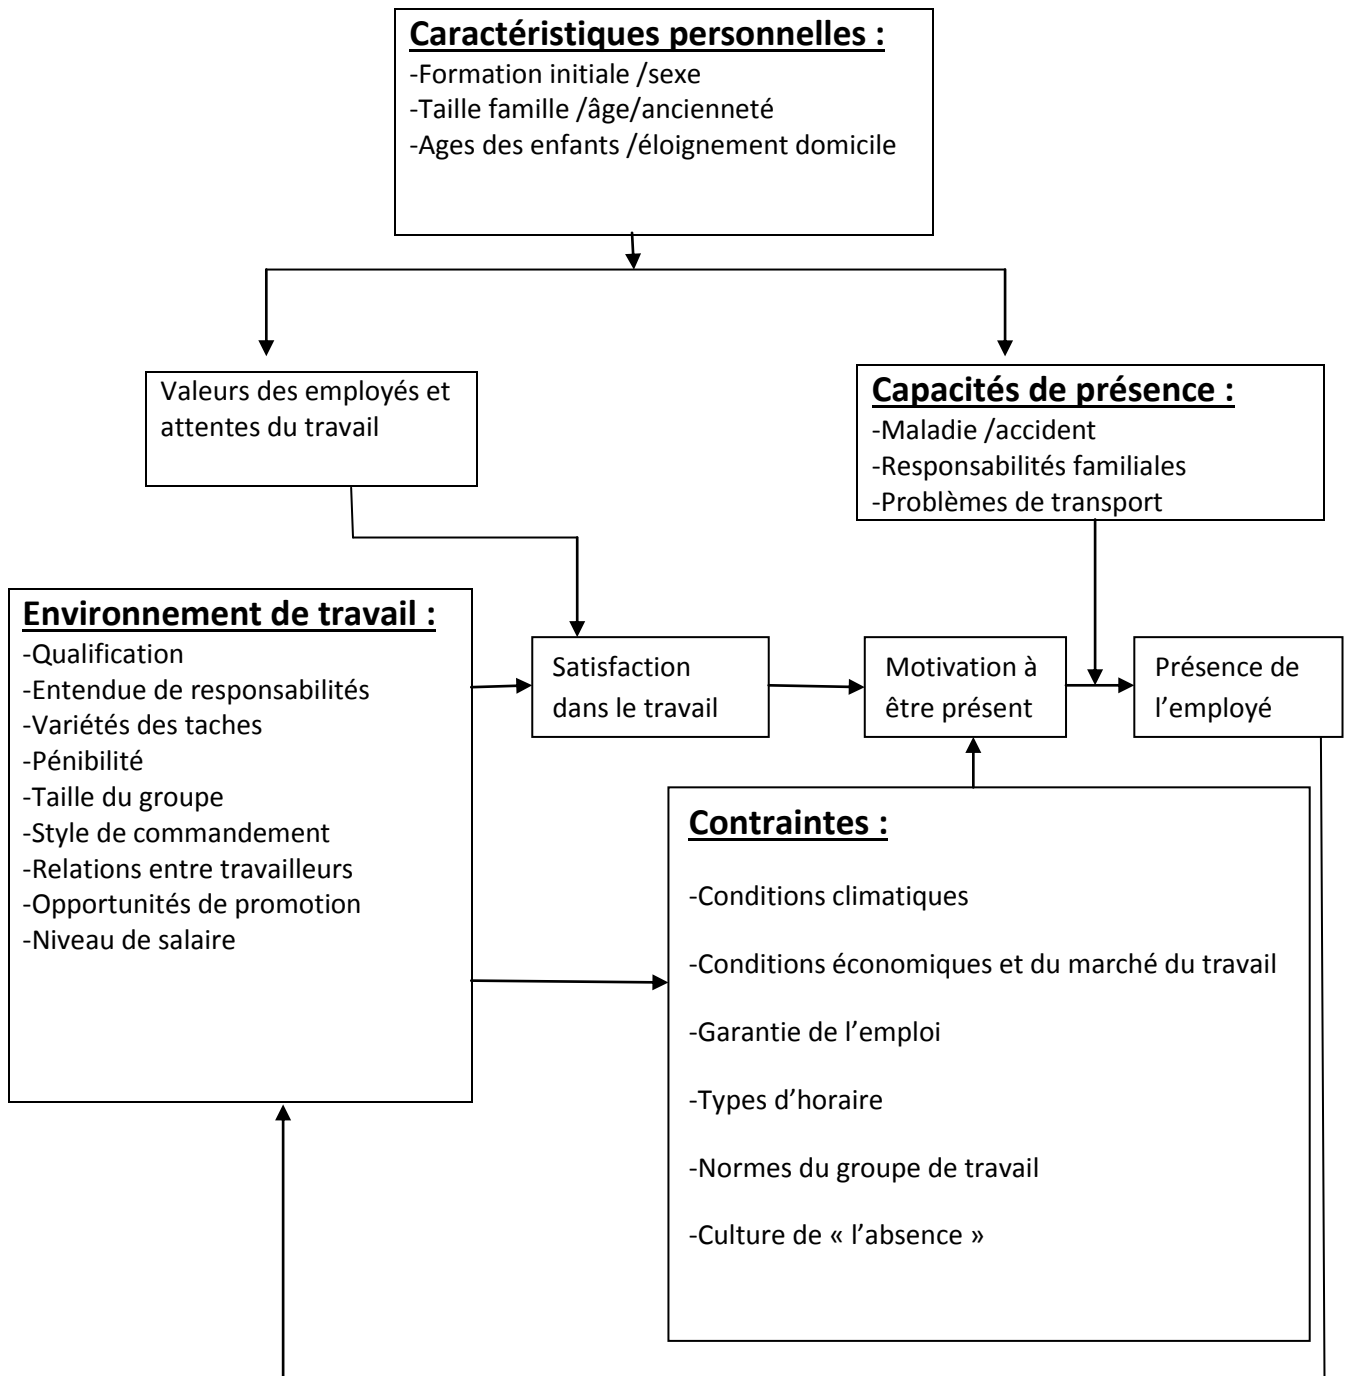 Caractéristiques personnelles :
-Formation initiale /sexe
-Taille famille /âge/ancienneté
-Ages des enfants /éloignement domicile
Valeurs des employés et
attentes du travail
Capacités de présence :
-Maladie /accident
-Responsabilités familiales
-Problèmes de transport
Environnement de travail :
-Qualification
-Entendue de responsabilités
-Variétés des taches
-Pénibilité
-Taille du groupe
-Style de commandement
-Relations entre travailleurs
-Opportunités de promotion
-Niveau de salaire
Satisfaction
dans le travail
Motivation à
être présent
Présence de
l’employé
Contraintes :
-Conditions climatiques
-Conditions économiques et du marché du travail
-Garantie de l’emploi
-Types d’horaire
-Normes du groupe de travail
-Culture de « l’absence »